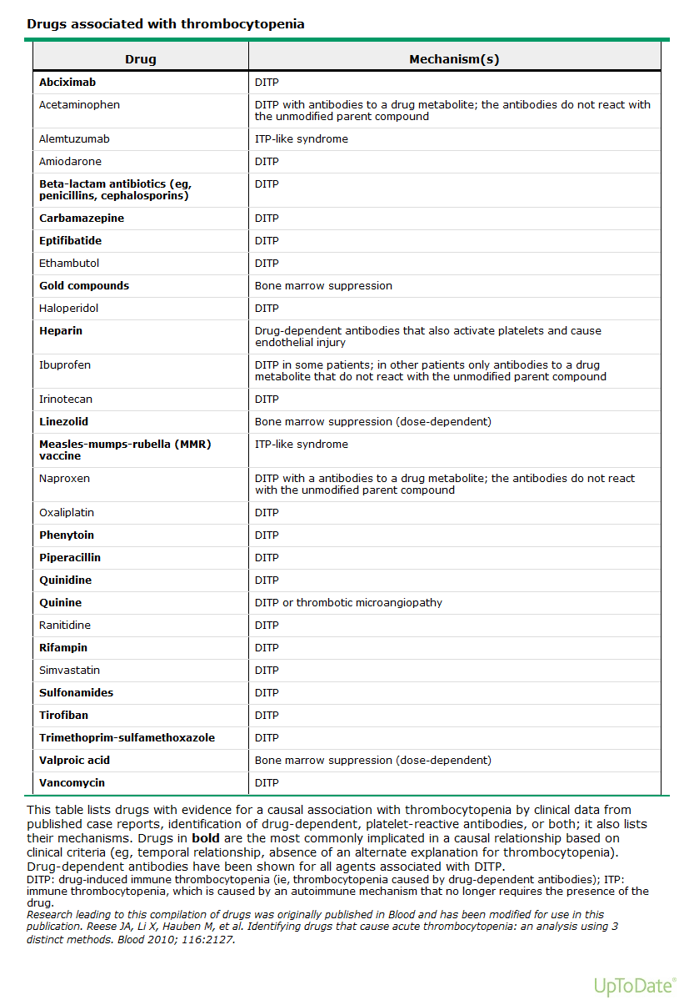 Drugs associated with thrombocytopenia
Drug Mechanism(s)
Abciximab DITP
Acetaminophen DITP with antibodies to a drug metabolite; the antibodies do not react with
the unmodified parent compound
Alemtuzumab ITP-like syndrome
Amiodarone DITP
Beta-lactam antibiotics (eg, DITP
penicillins, cephalosporins)
Carbamazepine DITP
Eptifibatide DITP
Ethambutol DITP
Gold compounds Bone marrow suppression
Haloperidol DITP
Heparin Drug-dependent antibodies that also activate platelets and cause
endothelial injury
Ibuprofen DITP in some patients; in other patients only antibodies to a drug
metabolite that do not react with the unmodified parent compound
Irinotecan DITP
Linezolid Bone marrow suppression (dose-dependent)
Measles-mumps-rubella (MMR) ITP-like syndrome
vaccine
Naproxen DITP with a antibodies to a drug metabolite; the antibodies do not react
with the unmodified parent compound
Oxaliplatin DITP
Phenytoin DITP
Piperacillin DITP
Quinidine DITP
Quinine DITP or thrombotic microangiopathy
Ranitidine DITP
Rifampin DITP
Simvastatin DITP
Sulfonamides DITP
Tirofiban DITP
Trimethoprim-sulfamethoxazole DITP
Valproic acid Bone marrow suppression (dose-dependent)
Vancomycin DITP
This table lists drugs with evidence for a causal association with thrombocytopenia by clinical data from
published case reports, identification of drug-dependent, platelet-reactive antibodies, or both; it also lists
their mechanisms. Drugs in bold are the most commonly implicated in a causal relationship based on
clinical criteria (eg, temporal relationship, absence of an alternate explanation for thrombocytopenia).
Drug-dependent antibodies have been shown for all agents associated with DITP.
DITP: drug-induced immune thrombocytopenia (ie, thrombocytopenia caused by drug-dependent antibodies); ITP:
immune thrombocytopenia, which is caused by an autoimmune mechanism that no longer requires the presence of the
drug.
Research leading to this compilation of drugs was originally published in Blood and has been modified for use in this
publication. Reese JA, Li X, Hauben M, et al. Identifying drugs that cause acute thrombocytopenia: an analysis using 3
distinct methods. Blood 2010; 116:2127.
UpToDate®